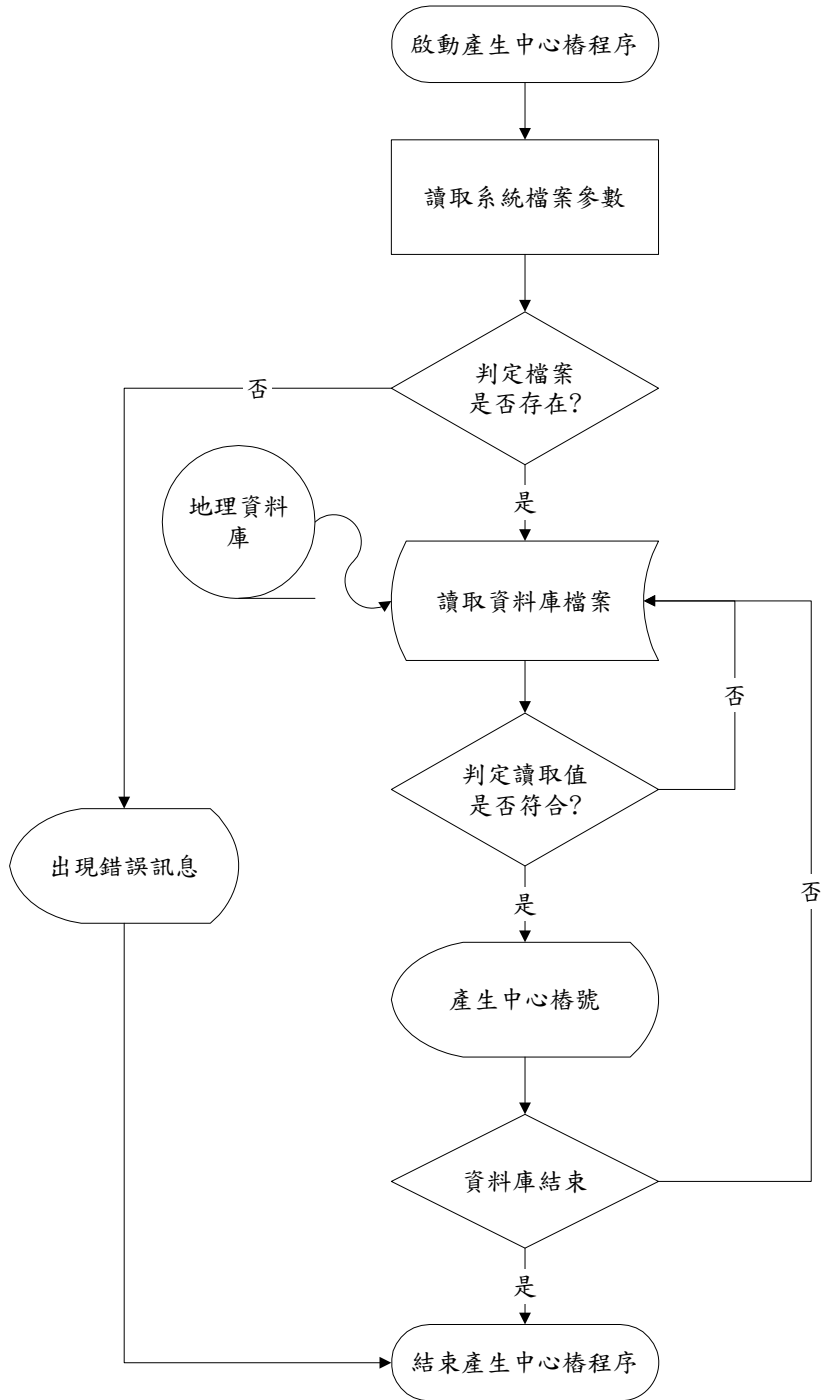 啟動產生中心樁程序
讀取系統檔案參數
判定檔案
是否存在?
否
是
地理資料
庫
讀取資料庫檔案
否
判定讀取值
是否符合?
出現錯誤訊息
否
是
產生中心樁號
資料庫結束
是
結束產生中心樁程序